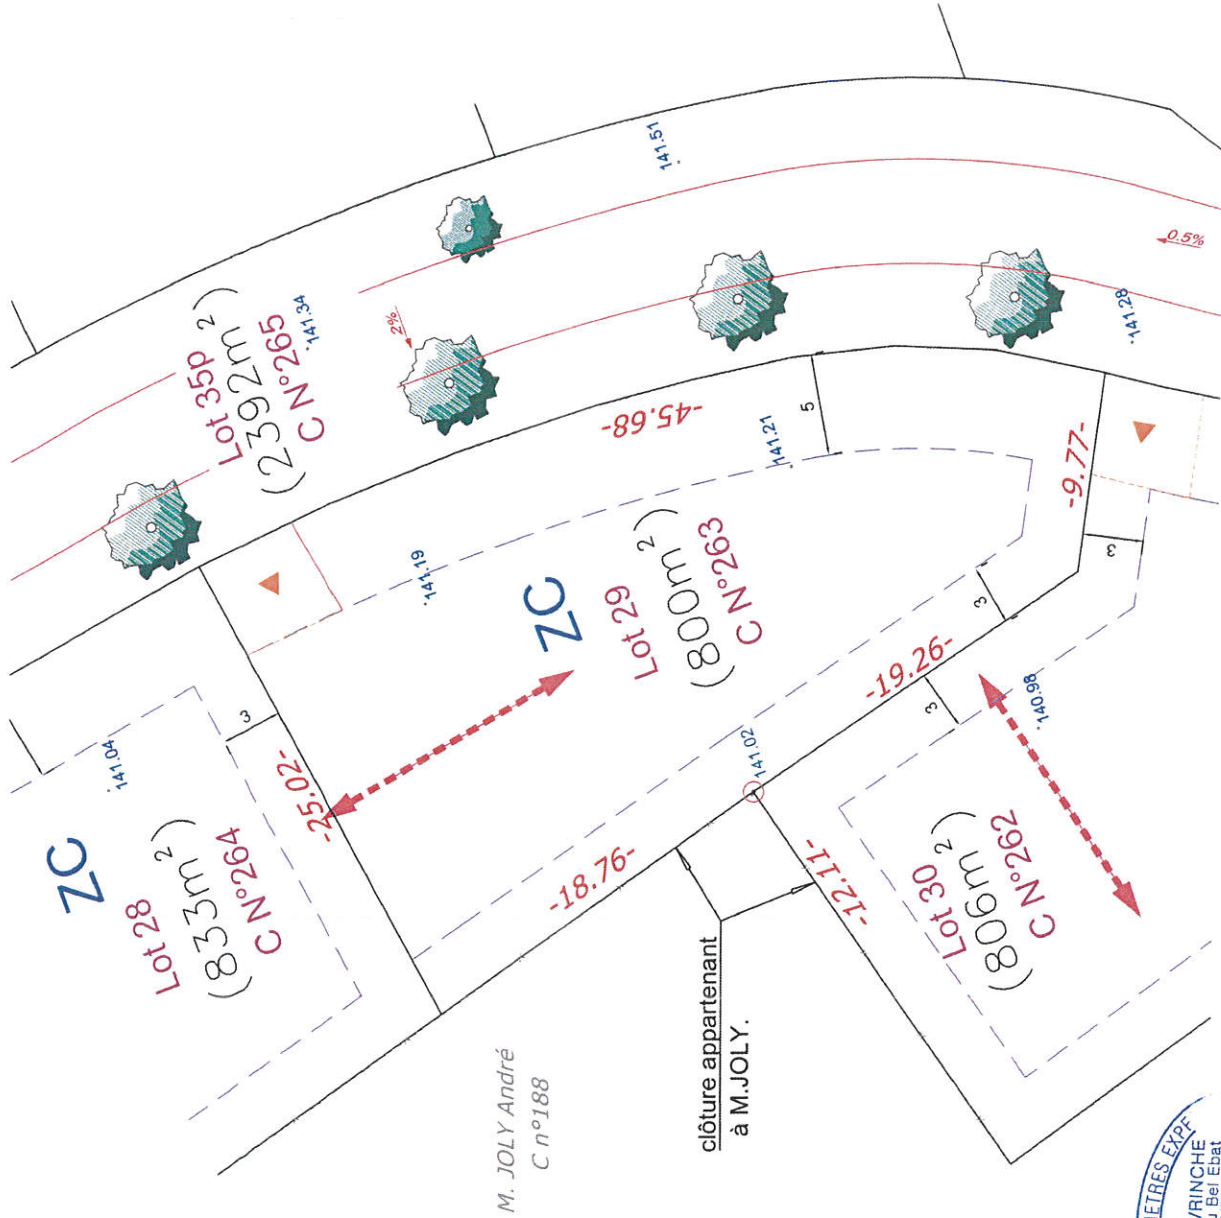 ZC
Lot 28
(833m²)
C N°264
141.04
3
-25.02-
Lot 35p
(2392m²)
C N°265
141.34
2%
141.51
-45.68-
5
141.21
141.19
ZC
Lot 29
(800m²)
C N°263
0.5%
141.28
-9.77-
3
3
-19.26-
3
140.98
141.02
-18.76-
-12.11-
Lot 30
(806m²)
C N°262
clôture appartenant
à M.JOLY.
M. JOLY André
C n°188
VRINCHE
Bel Ebat